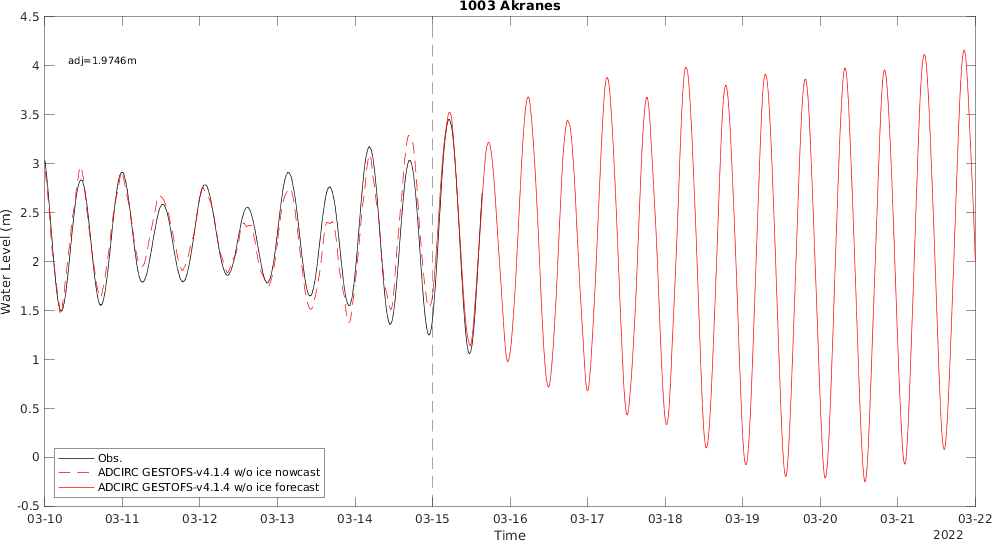 1003 Akranes
4.5
4
3.5
3
2.5
2
1.5
1
0.5
0
-0.5
Water Level (m)
adj=1.9746m
Obs.
ADCIRC GESTOFS-v4.1.4 w/o ice nowcast
ADCIRC GESTOFS-v4.1.4 w/o ice forecast
03-10 03-11 03-12 03-13 03-14 03-15 03-16 03-17 03-18 03-19 03-20 03-21 03-22
Time
2022